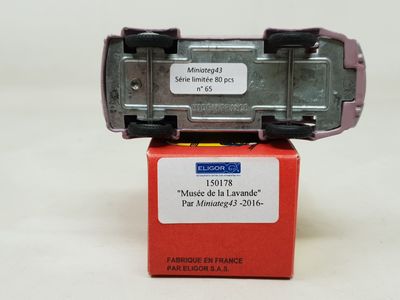 Miniateg43
Série limitée 80 pcs
n° 65
ELIGOR
150178
"Musée de la Lavande"
Par Miniateg43 -2016-
FABRIQUE EN FRANCE
PAR ELIGOR S.A.S.